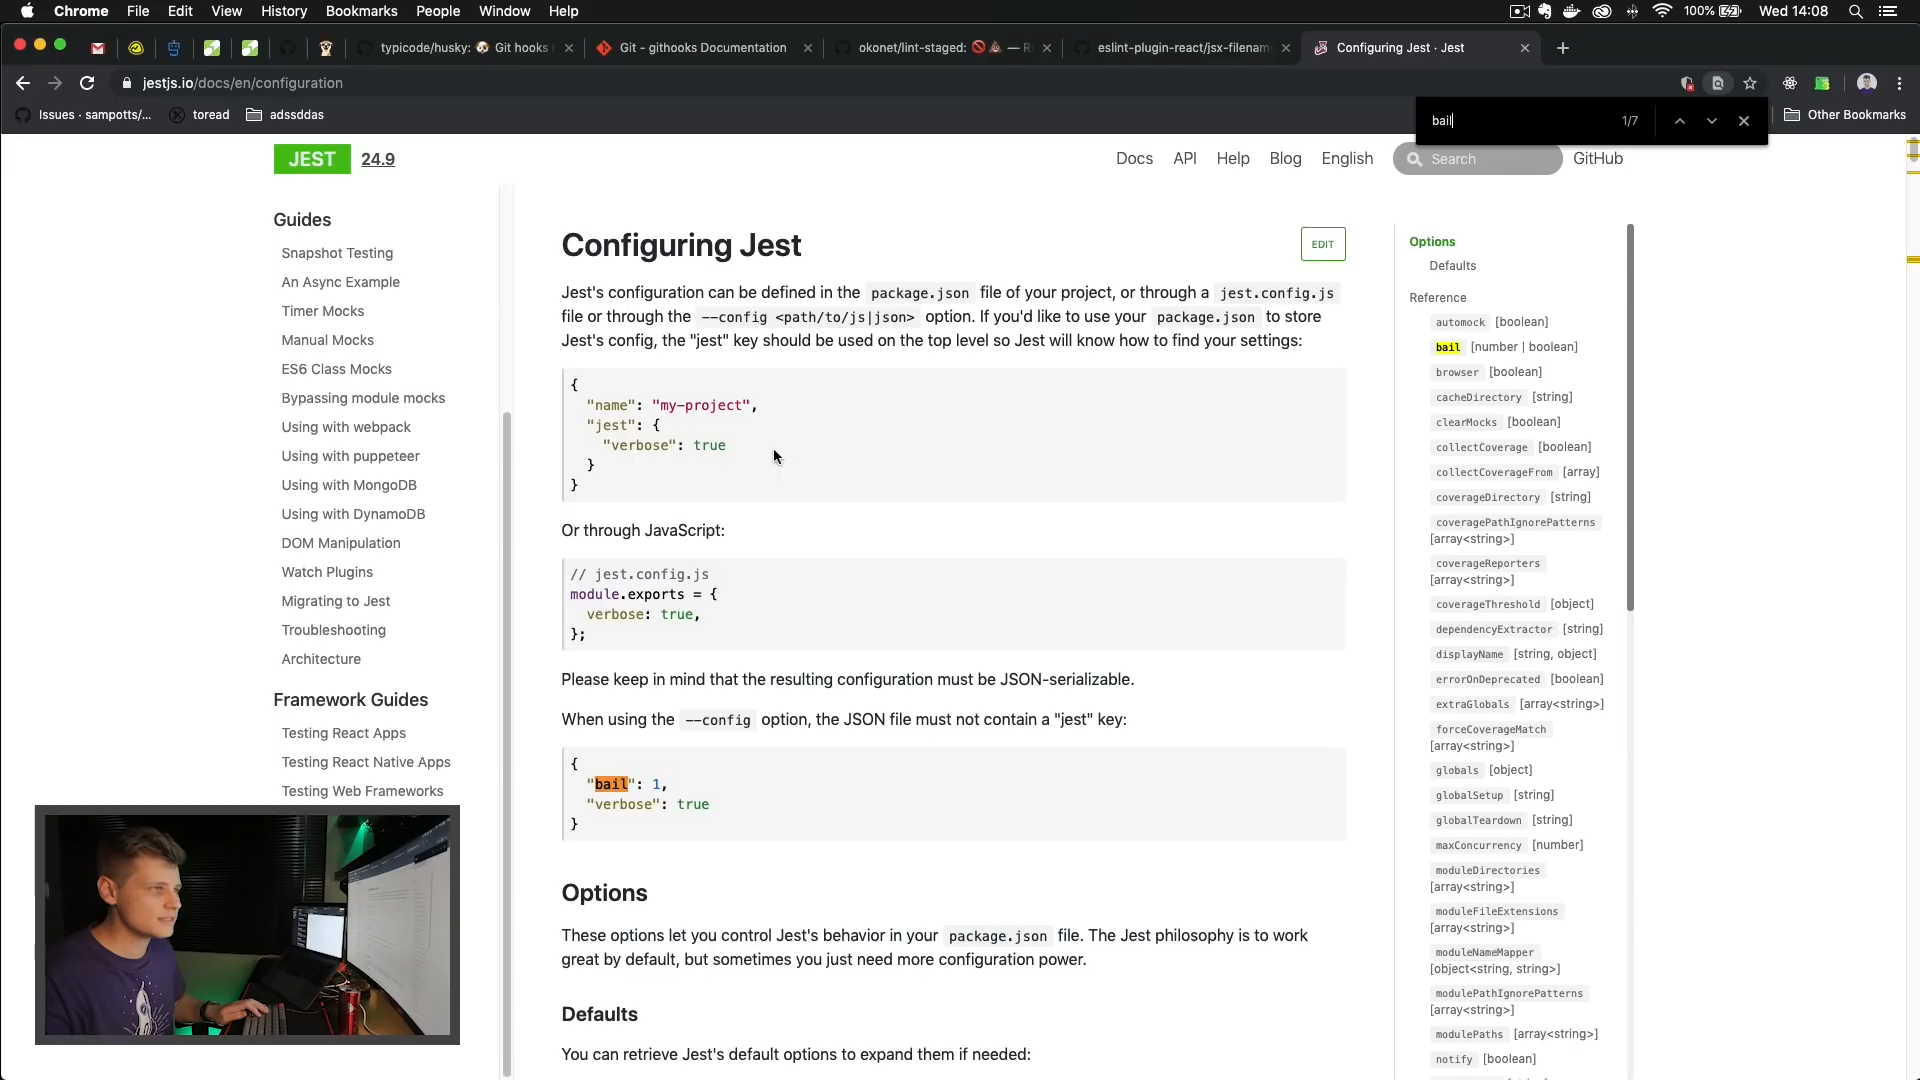 Chrome File Edit View History Bookmarks People Window Help
100% Wed 14:08
typicode/husky: 🐶 Git hooks
Git - githooks Documentation
okonet/lint-staged: 🚫💩 — R
eslint-plugin-react/jsx-filenam
Configuring Jest · Jest
jestjs.io/docs/en/configuration
Issues · sampotts/...
toread
adssddas
Other Bookmarks
bail
1/7
JEST 24.9
Docs API Help Blog English Search GitHub
Guides
Snapshot Testing
An Async Example
Timer Mocks
Manual Mocks
ES6 Class Mocks
Bypassing module mocks
Using with webpack
Using with puppeteer
Using with MongoDB
Using with DynamoDB
DOM Manipulation
Watch Plugins
Migrating to Jest
Troubleshooting
Architecture
Framework Guides
Testing React Apps
Testing React Native Apps
Testing Web Frameworks
Configuring Jest
EDIT
Jest's configuration can be defined in the package.json file of your project, or through a jest.config.js
file or through the --config <path/to/js|json> option. If you'd like to use your package.json to store
Jest's config, the "jest" key should be used on the top level so Jest will know how to find your settings:
{
"name": "my-project",
"jest": {
"verbose": true
}
}
Or through JavaScript:
// jest.config.js
module.exports = {
verbose: true,
};
Please keep in mind that the resulting configuration must be JSON-serializable.
When using the --config option, the JSON file must not contain a "jest" key:
{
"bail": 1,
"verbose": true
}
Options
These options let you control Jest's behavior in your package.json file. The Jest philosophy is to work
great by default, but sometimes you just need more configuration power.
Defaults
You can retrieve Jest's default options to expand them if needed:
Options
Defaults
Reference
automock [boolean]
bail [number | boolean]
browser [boolean]
cacheDirectory [string]
clearMocks [boolean]
collectCoverage [boolean]
collectCoverageFrom [array]
coverageDirectory [string]
coveragePathIgnorePatterns
[array<string>]
coverageReporters
[array<string>]
coverageThreshold [object]
dependencyExtractor [string]
displayName [string, object]
errorOnDeprecated [boolean]
extraGlobals [array<string>]
forceCoverageMatch
[array<string>]
globals [object]
globalSetup [string]
globalTeardown [string]
maxConcurrency [number]
moduleDirectories
[array<string>]
moduleFileExtensions
[array<string>]
moduleNameMapper
[object<string, string>]
modulePathIgnorePatterns
[array<string>]
modulePaths [array<string>]
notify [boolean]